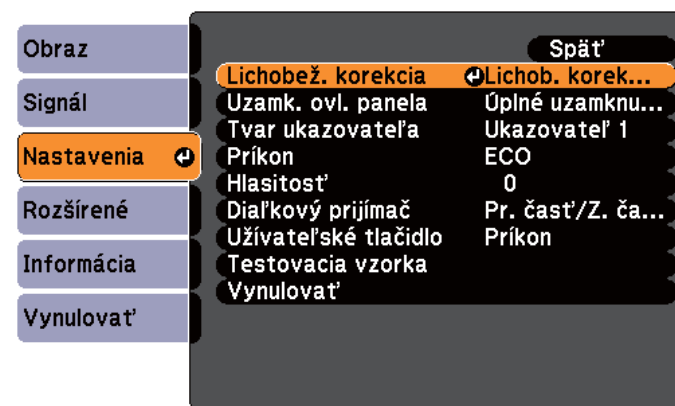 Obraz
Signál
Nastavenia
Rozšírené
Informácia
Vynulovať
Späť
Lichobež. korekcia Lichob. korek...
Uzamk. ovl. panela Úplné uzamknu...
Tvar ukazovateľa Ukazovateľ 1
Príkon ECO
Hlasitosť 0
Diaľkový prijímač Pr. časť/Z. ča...
Užívateľské tlačidlo Príkon
Testovacia vzorka
Vynulovať